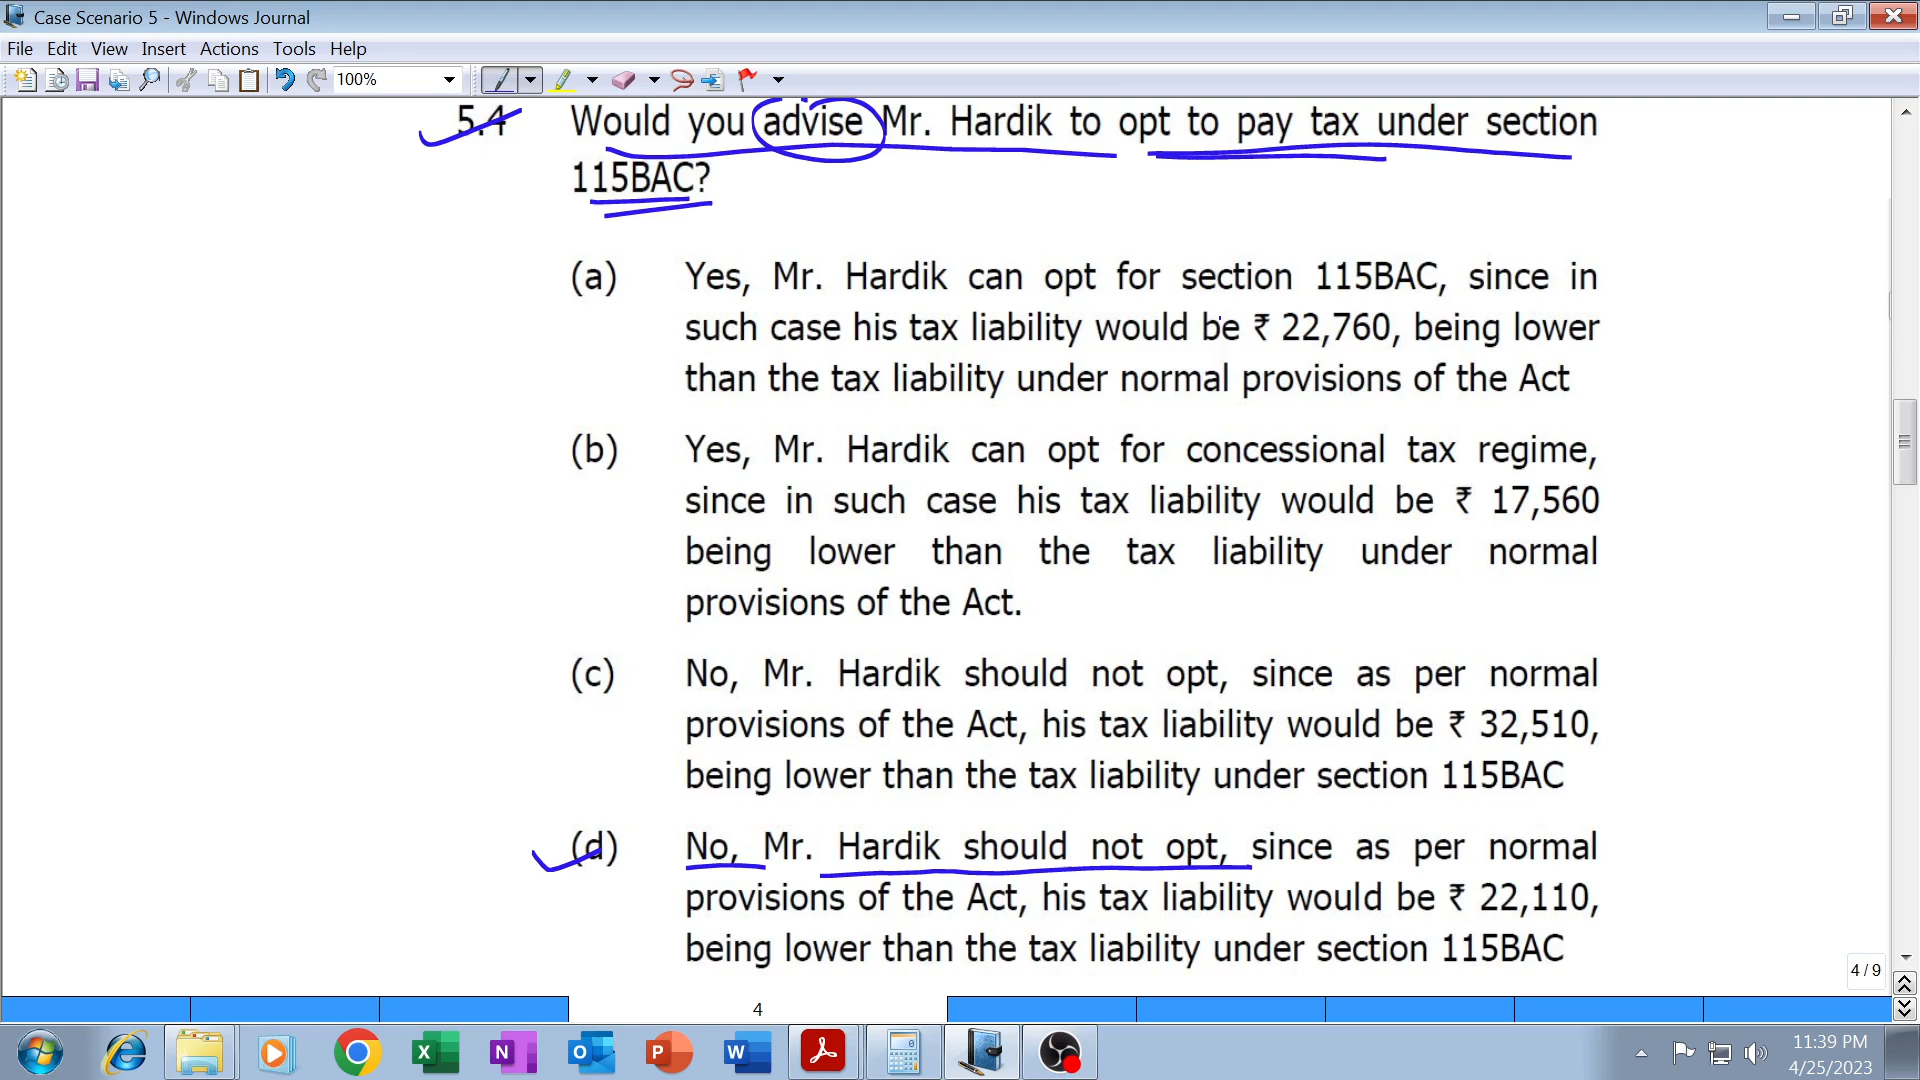 Case Scenario 5 - Windows Journal
File Edit View Insert Actions Tools Help
100%
5.4 Would you advise Mr. Hardik to opt to pay tax under section
115BAC?
(a) Yes, Mr. Hardik can opt for section 115BAC, since in
such case his tax liability would be ₹ 22,760, being lower
than the tax liability under normal provisions of the Act
(b) Yes, Mr. Hardik can opt for concessional tax regime,
since in such case his tax liability would be ₹ 17,560
being lower than the tax liability under normal
provisions of the Act.
(c) No, Mr. Hardik should not opt, since as per normal
provisions of the Act, his tax liability would be ₹ 32,510,
being lower than the tax liability under section 115BAC
(d) No, Mr. Hardik should not opt, since as per normal
provisions of the Act, his tax liability would be ₹ 22,110,
being lower than the tax liability under section 115BAC
4 / 9
4
11:39 PM
4/25/2023